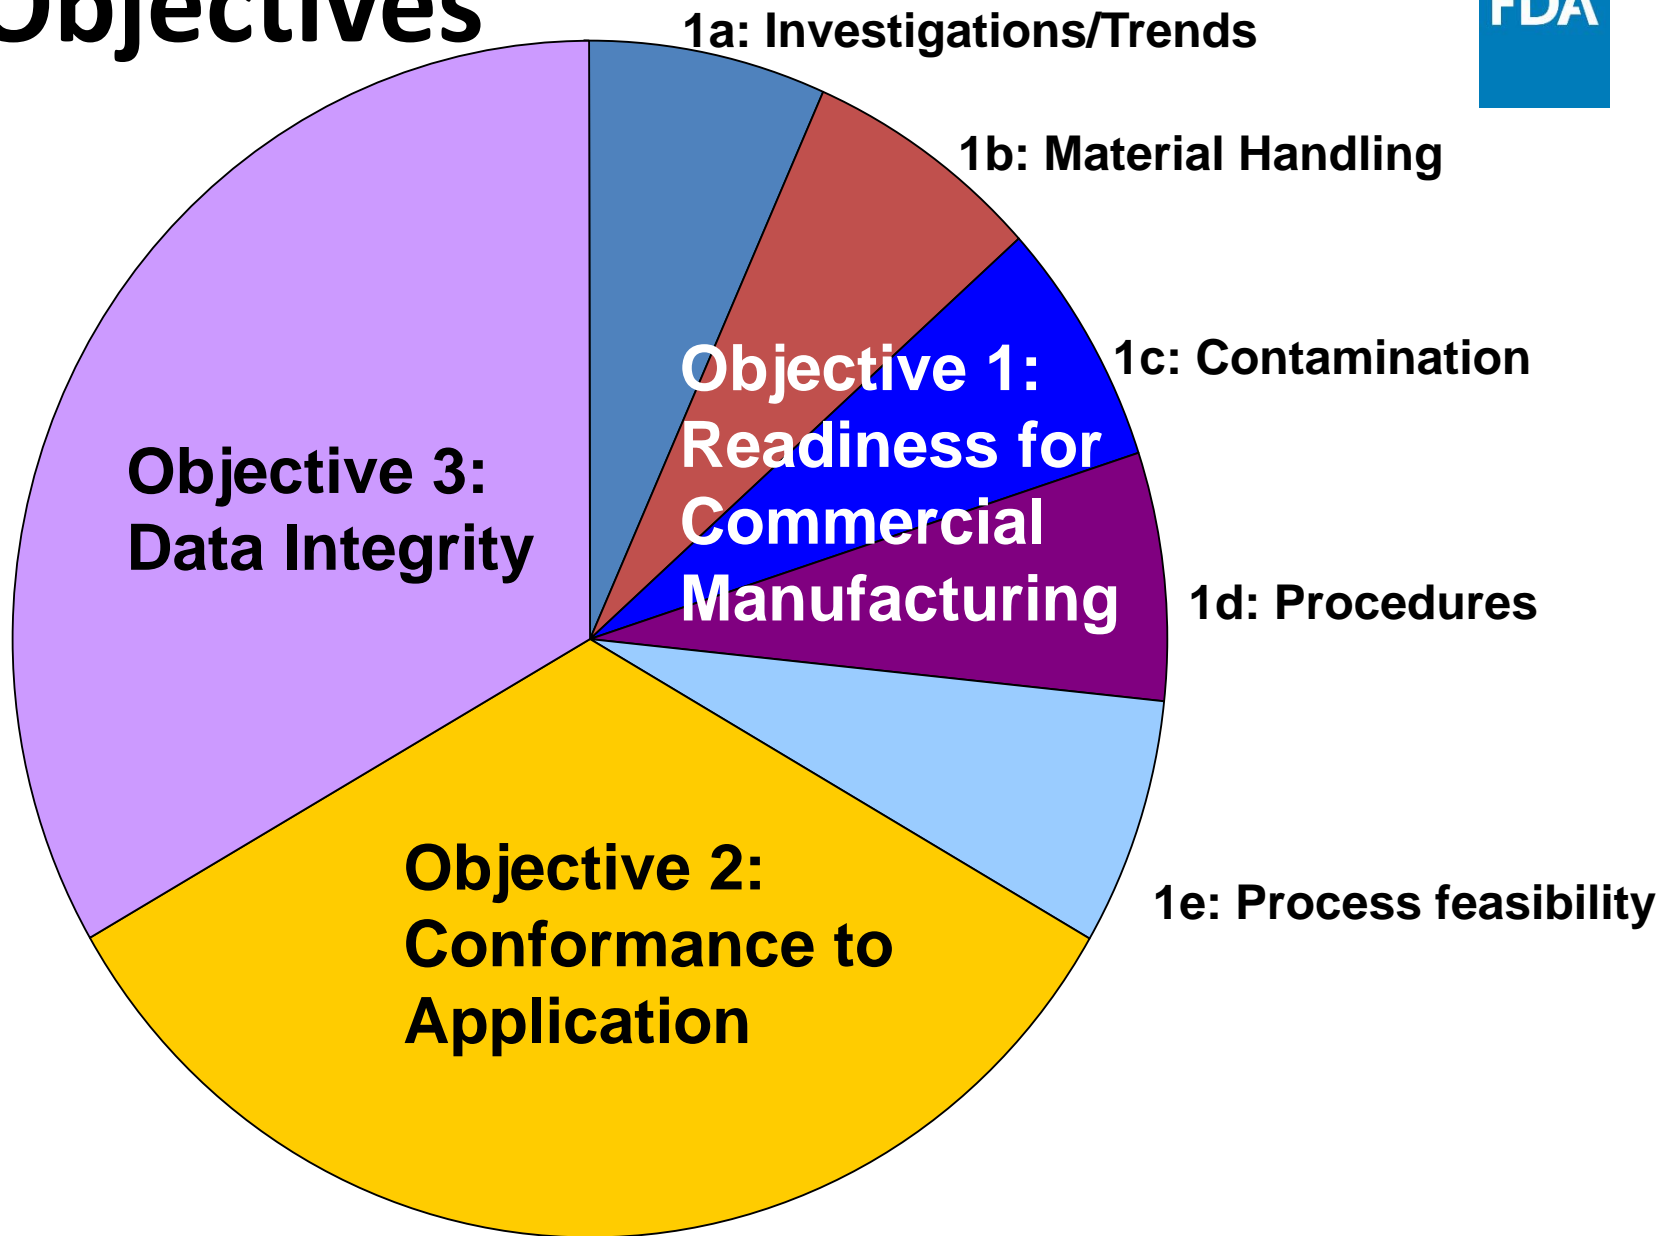 Objectives
FDA
1a: Investigations/Trends
1b: Material Handling
1c: Contamination
1d: Procedures
1e: Process feasibility
Objective 1:
Readiness for
Commercial
Manufacturing
Objective 2:
Conformance to
Application
Objective 3:
Data Integrity